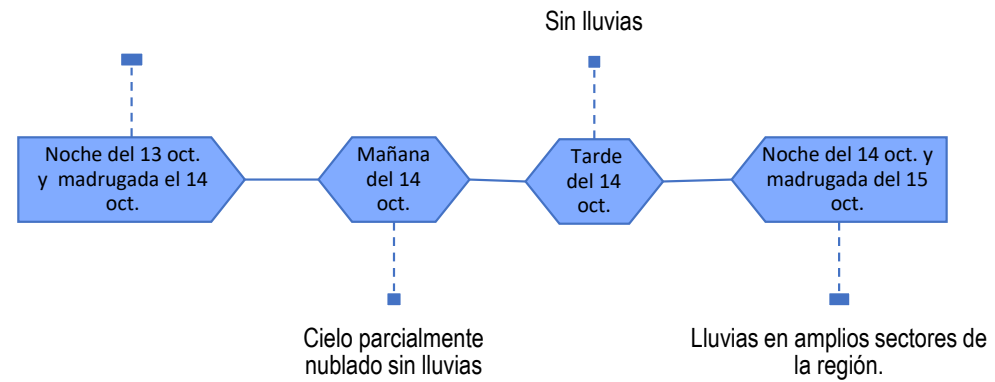 Sin lluvias
Noche del 13 oct.
y madrugada el 14
oct.
Mañana
del 14
oct.
Tarde
del 14
oct.
Noche del 14 oct. y
madrugada del 15
oct.
Cielo parcialmente
nublado sin lluvias
Lluvias en amplios sectores de
la región.